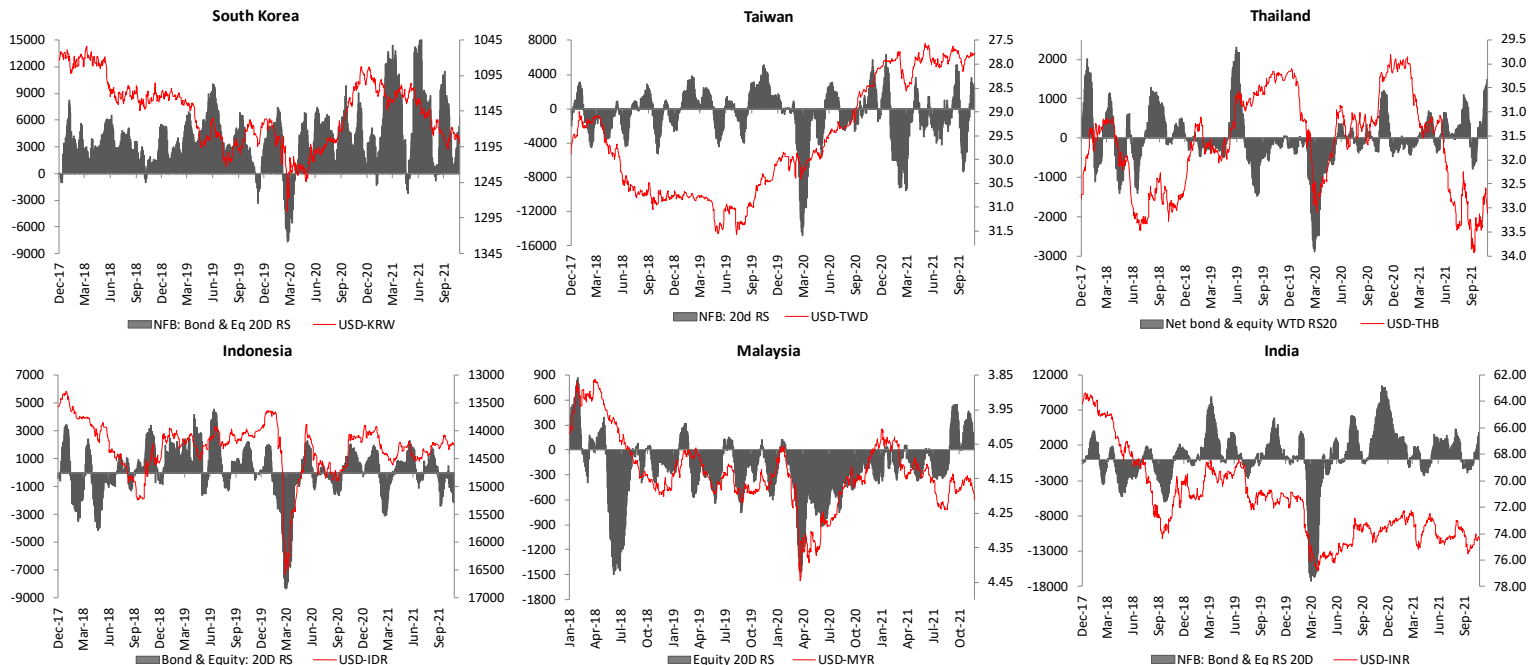 South Korea
15000
12000
9000
6000
3000
0
-3000
-6000
-9000
1045
1095
1145
1195
1245
1295
1345
Dec-17
Mar-18
Jun-18
Sep-18
Dec-18
Mar-19
Jun-19
Sep-19
Dec-19
Mar-20
Jun-20
Sep-20
Dec-20
Mar-21
Jun-21
Sep-21
NFB: Bond & Eq 20D RS USD-KRW
Taiwan
8000
4000
0
-4000
-8000
-12000
-16000
27.5
28.0
28.5
29.0
29.5
30.0
30.5
31.0
31.5
Dec-17
Mar-18
Jun-18
Sep-18
Dec-18
Mar-19
Jun-19
Sep-19
Dec-19
Mar-20
Jun-20
Sep-20
Dec-20
Mar-21
Jun-21
Sep-21
NFB: 20d RS USD-TWD
Thailand
2000
1000
0
-1000
-2000
-3000
29.5
30.0
30.5
31.0
31.5
32.0
32.5
33.0
33.5
34.0
Dec-17
Mar-18
Jun-18
Sep-18
Dec-18
Mar-19
Jun-19
Sep-19
Dec-19
Mar-20
Jun-20
Sep-20
Dec-20
Mar-21
Jun-21
Sep-21
Net bond & equity WTD RS20 USD-THB
Indonesia
7000
5000
3000
1000
-1000
-3000
-5000
-7000
-9000
13000
13500
14000
14500
15000
15500
16000
16500
17000
Dec-17
Mar-18
Jun-18
Sep-18
Dec-18
Mar-19
Jun-19
Sep-19
Dec-19
Mar-20
Jun-20
Sep-20
Dec-20
Mar-21
Jun-21
Sep-21
Bond & Equity: 20D RS USD-IDR
Malaysia
900
600
300
0
-300
-600
-900
-1200
-1500
-1800
3.85
3.95
4.05
4.15
4.25
4.35
4.45
Jan-18
Apr-18
Jul-18
Oct-18
Jan-19
Apr-19
Jul-19
Oct-19
Jan-20
Apr-20
Jul-20
Oct-20
Jan-21
Apr-21
Jul-21
Oct-21
Equity 20D RS USD-MYR
India
12000
7000
2000
-3000
-8000
-13000
-18000
62.00
64.00
66.00
68.00
70.00
72.00
74.00
76.00
78.00
Dec-17
Mar-18
Jun-18
Sep-18
Dec-18
Mar-19
Jun-19
Sep-19
Dec-19
Mar-20
Jun-20
Sep-20
Dec-20
Mar-21
Jun-21
Sep-21
NFB: Bond & Eq RS 20D USD-INR